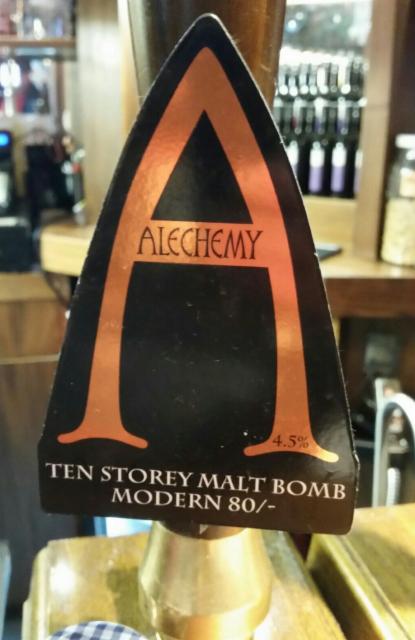 ALECHEMY
4.5%
TEN STOREY MALT BOMB
MODERN 80/-